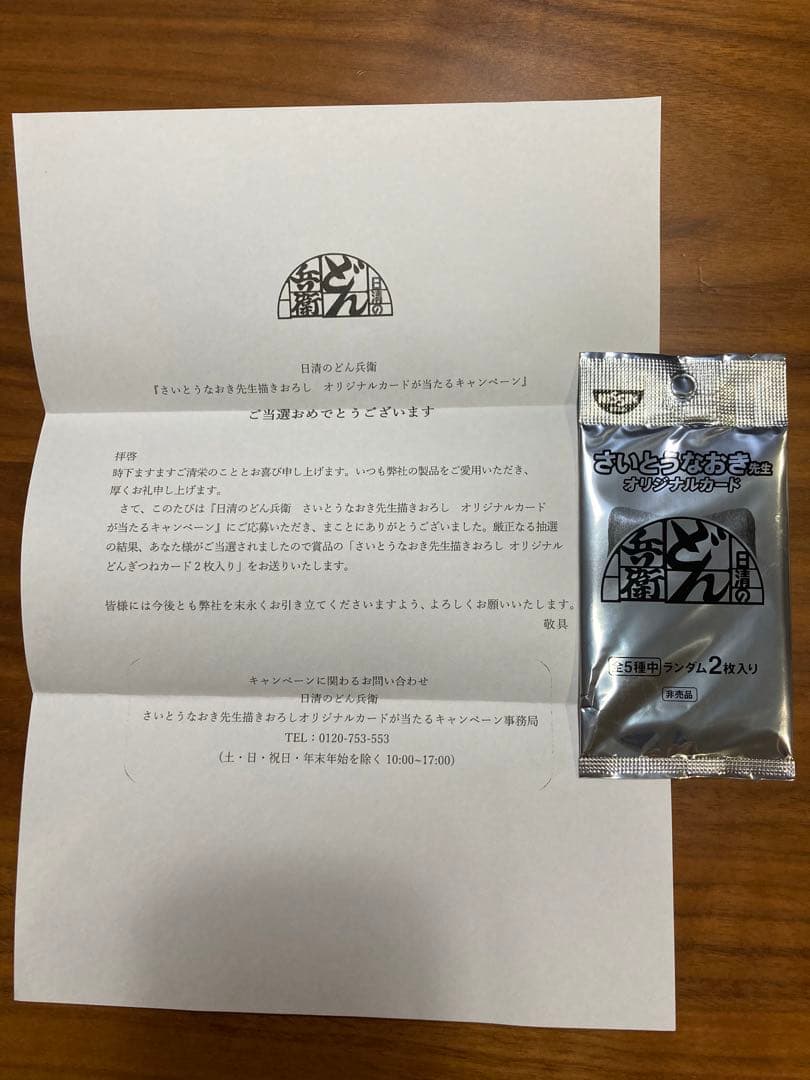 日清の
どん
兵衛
日清のどん兵衛
『さいとうなおき先生描きおろし　オリジナルカードが当たるキャンペーン』
ご当選おめでとうございます
拝啓
時下ますますご清栄のこととお喜び申し上げます。いつも弊社の製品をご愛用いただき、
厚くお礼申し上げます。
さて、このたびは『日清のどん兵衛　さいとうなおき先生描きおろし　オリジナルカード
が当たるキャンペーン』にご応募いただき、まことにありがとうございました。厳正なる抽選
の結果、あなた様がご当選されましたので賞品の「さいとうなおき先生描きおろし オリジナル
どんぎつねカード２枚入り」をお送りいたします。
皆様には今後とも弊社を末永くお引き立てくださいますよう、よろしくお願いいたします。
敬具
キャンペーンに関わるお問い合わせ
日清のどん兵衛
さいとうなおき先生描きおろしオリジナルカードが当たるキャンペーン事務局
TEL：0120-753-553
（土・日・祝日・年末年始を除く 10:00~17:00）
NISSIN
さいとうなおき先生
オリジナルカード
日清の
どん
兵衛
全5種中 ランダム2枚入り
非売品